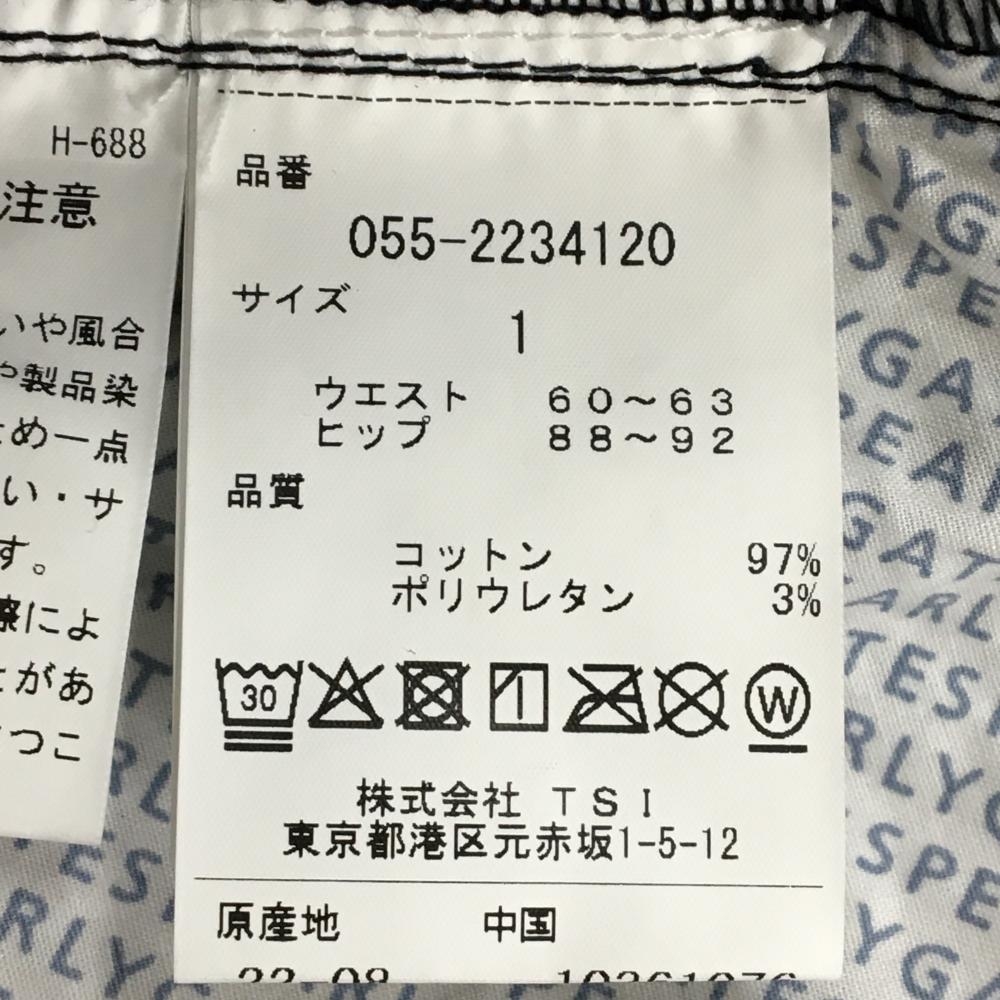 H-688
注意
いや風合
や製品染
ため一点
い・サ
す。
擦によ
とがあ
つこ
品番
055-2234120
サイズ
1
ウエスト 60～63
ヒップ 88～92
品質
コットン 97%
ポリウレタン 3%
30
W
株式会社 TSI
東京都港区元赤坂1-5-12
原産地 中国
22-08